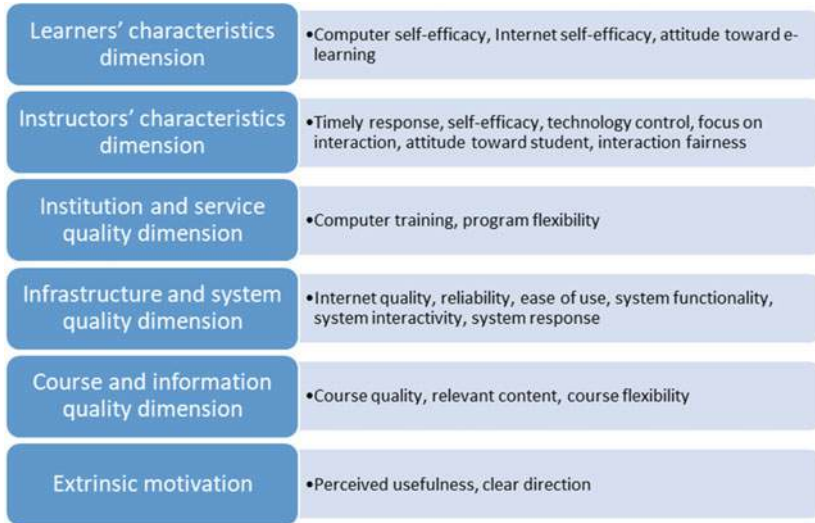 Learners' characteristics
dimension
•Computer self-efficacy, Internet self-efficacy, attitude toward e-
learning
Instructors' characteristics
dimension
•Timely response, self-efficacy, technology control, focus on
interaction, attitude toward student, interaction fairness
Institution and service
quality dimension
•Computer training, program flexibility
Infrastructure and system
quality dimension
•Internet quality, reliability, ease of use, system functionality,
system interactivity, system response
Course and information
quality dimension
•Course quality, relevant content, course flexibility
Extrinsic motivation
•Perceived usefulness, clear direction